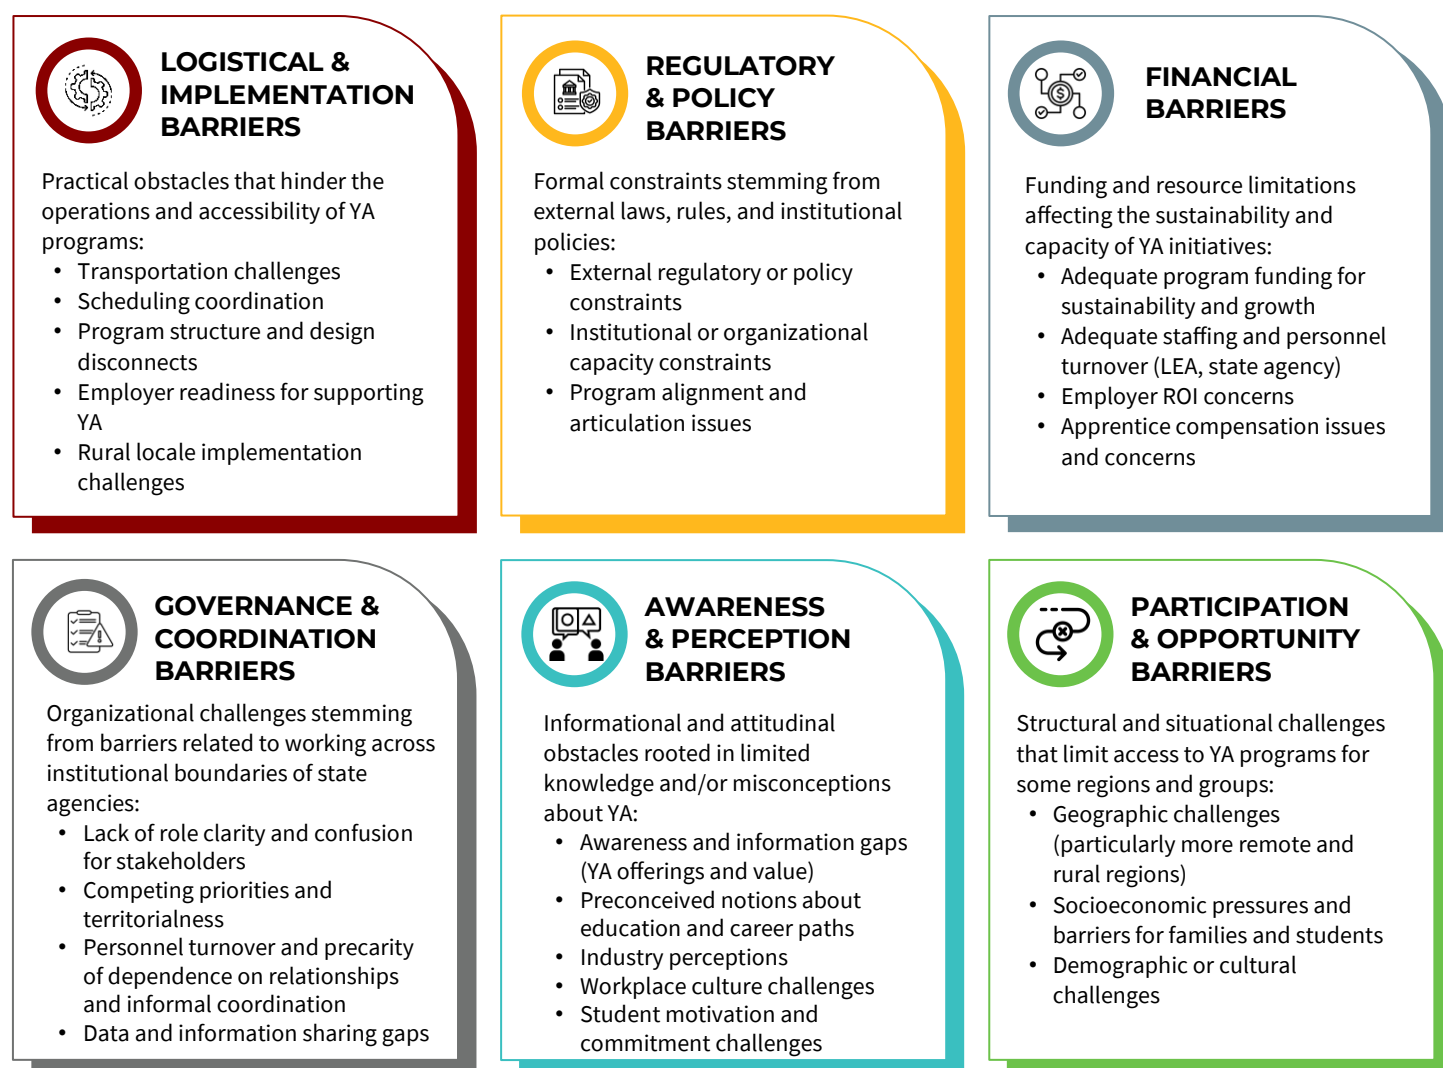 LOGISTICAL &
IMPLEMENTATION
BARRIERS
Practical obstacles that hinder the
operations and accessibility of YA
programs:
• Transportation challenges
• Scheduling coordination
• Program structure and design
disconnects
• Employer readiness for supporting
YA
• Rural locale implementation
challenges
REGULATORY
& POLICY
BARRIERS
Formal constraints stemming from
external laws, rules, and institutional
policies:
• External regulatory or policy
constraints
• Institutional or organizational
capacity constraints
• Program alignment and
articulation issues
FINANCIAL
BARRIERS
Funding and resource limitations
affecting the sustainability and
capacity of YA initiatives:
• Adequate program funding for
sustainability and growth
• Adequate staffing and personnel
turnover (LEA, state agency)
• Employer ROI concerns
• Apprentice compensation issues
and concerns
GOVERNANCE &
COORDINATION
BARRIERS
Organizational challenges stemming
from barriers related to working across
institutional boundaries of state
agencies:
• Lack of role clarity and confusion
for stakeholders
• Competing priorities and
territorialness
• Personnel turnover and precarity
of dependence on relationships
and informal coordination
• Data and information sharing gaps
AWARENESS
& PERCEPTION
BARRIERS
Informational and attitudinal
obstacles rooted in limited
knowledge and/or misconceptions
about YA:
• Awareness and information gaps
(YA offerings and value)
• Preconceived notions about
education and career paths
• Industry perceptions
• Workplace culture challenges
• Student motivation and
commitment challenges
PARTICIPATION
& OPPORTUNITY
BARRIERS
Structural and situational challenges
that limit access to YA programs for
some regions and groups:
• Geographic challenges
(particularly more remote and
rural regions)
• Socioeconomic pressures and
barriers for families and students
• Demographic or cultural
challenges